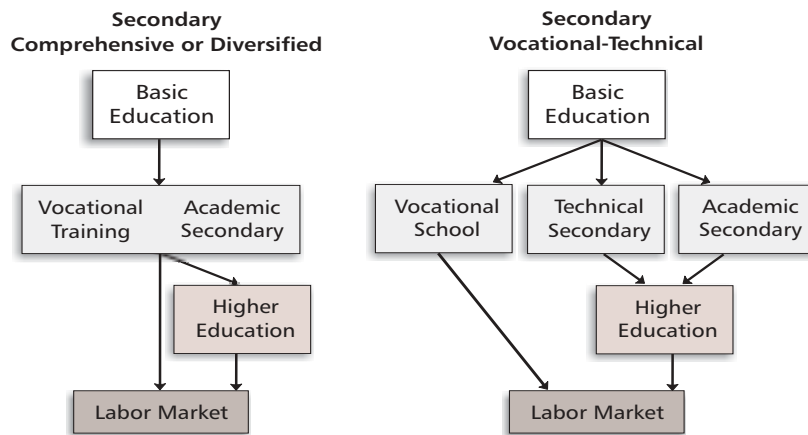 Secondary
Comprehensive or Diversified
Basic
Education
Vocational
Training
Academic
Secondary
Higher
Education
Labor Market
Secondary
Vocational-Technical
Basic
Education
Vocational
School
Technical
Secondary
Academic
Secondary
Higher
Education
Labor Market